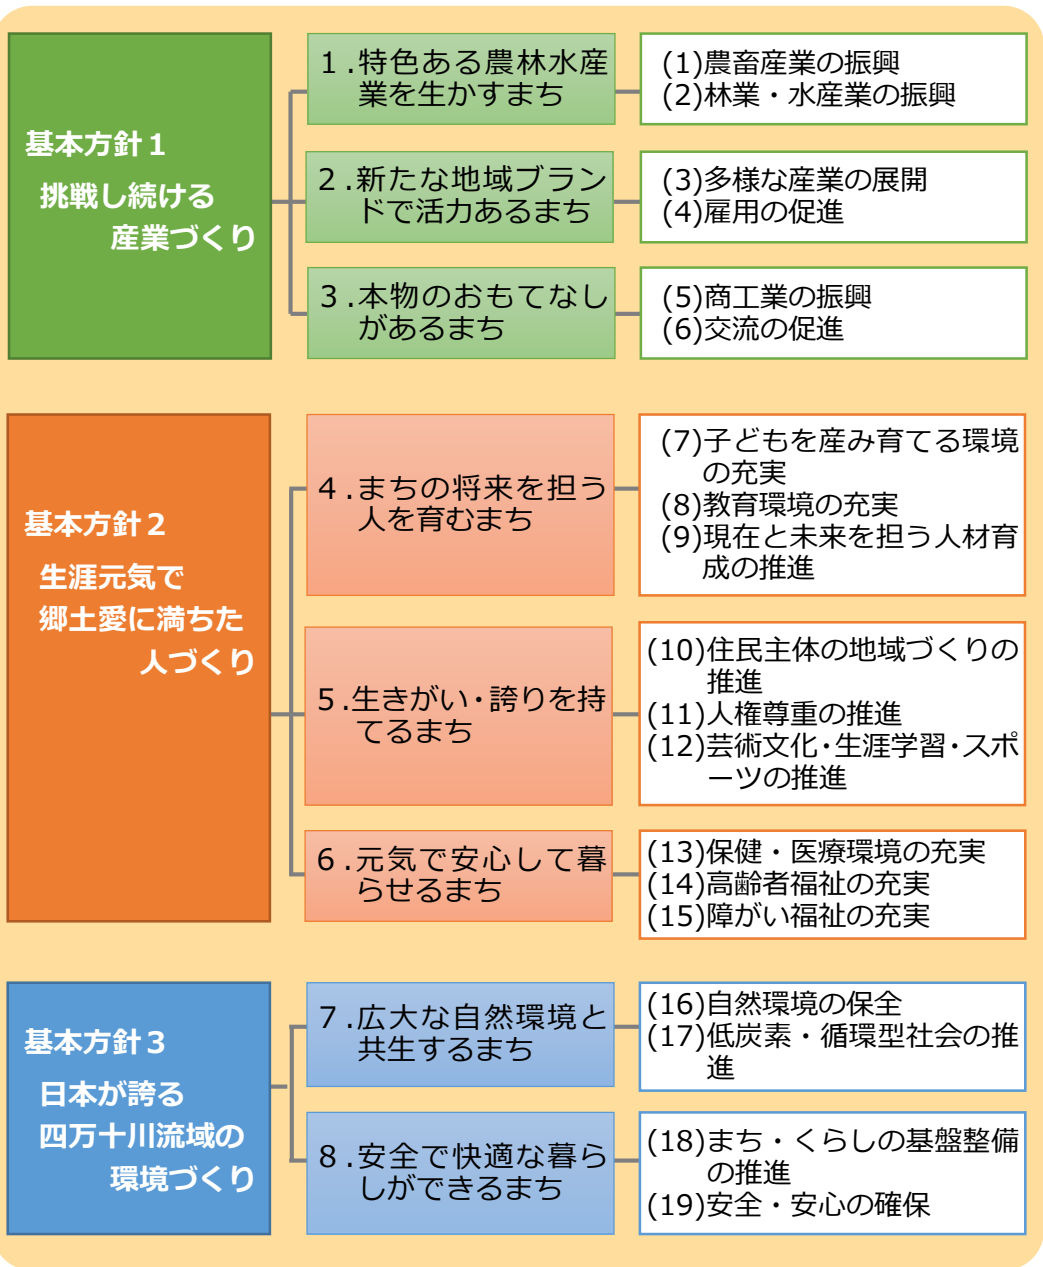 基本方針１
挑戦し続ける
産業づくり
１.特色ある農林水産
業を生かすまち
(1)農畜産業の振興
(2)林業・水産業の振興
２.新たな地域ブラン
ドで活力あるまち
(3)多様な産業の展開
(4)雇用の促進
３.本物のおもてなし
があるまち
(5)商工業の振興
(6)交流の促進
基本方針２
生涯元気で
郷土愛に満ちた
人づくり
４.まちの将来を担う
人を育むまち
(7)子どもを産み育てる環境
の充実
(8)教育環境の充実
(9)現在と未来を担う人材育
成の推進
５.生きがい・誇りを持
てるまち
(10)住民主体の地域づくりの
推進
(11)人権尊重の推進
(12)芸術文化・生涯学習・スポ
ーツの推進
６.元気で安心して暮
らせるまち
(13)保健・医療環境の充実
(14)高齢者福祉の充実
(15)障がい福祉の充実
基本方針３
日本が誇る
四万十川流域の
環境づくり
７.広大な自然環境と
共生するまち
(16)自然環境の保全
(17)低炭素・循環型社会の推
進
８.安全で快適な暮ら
しができるまち
(18)まち・くらしの基盤整備
の推進
(19)安全・安心の確保